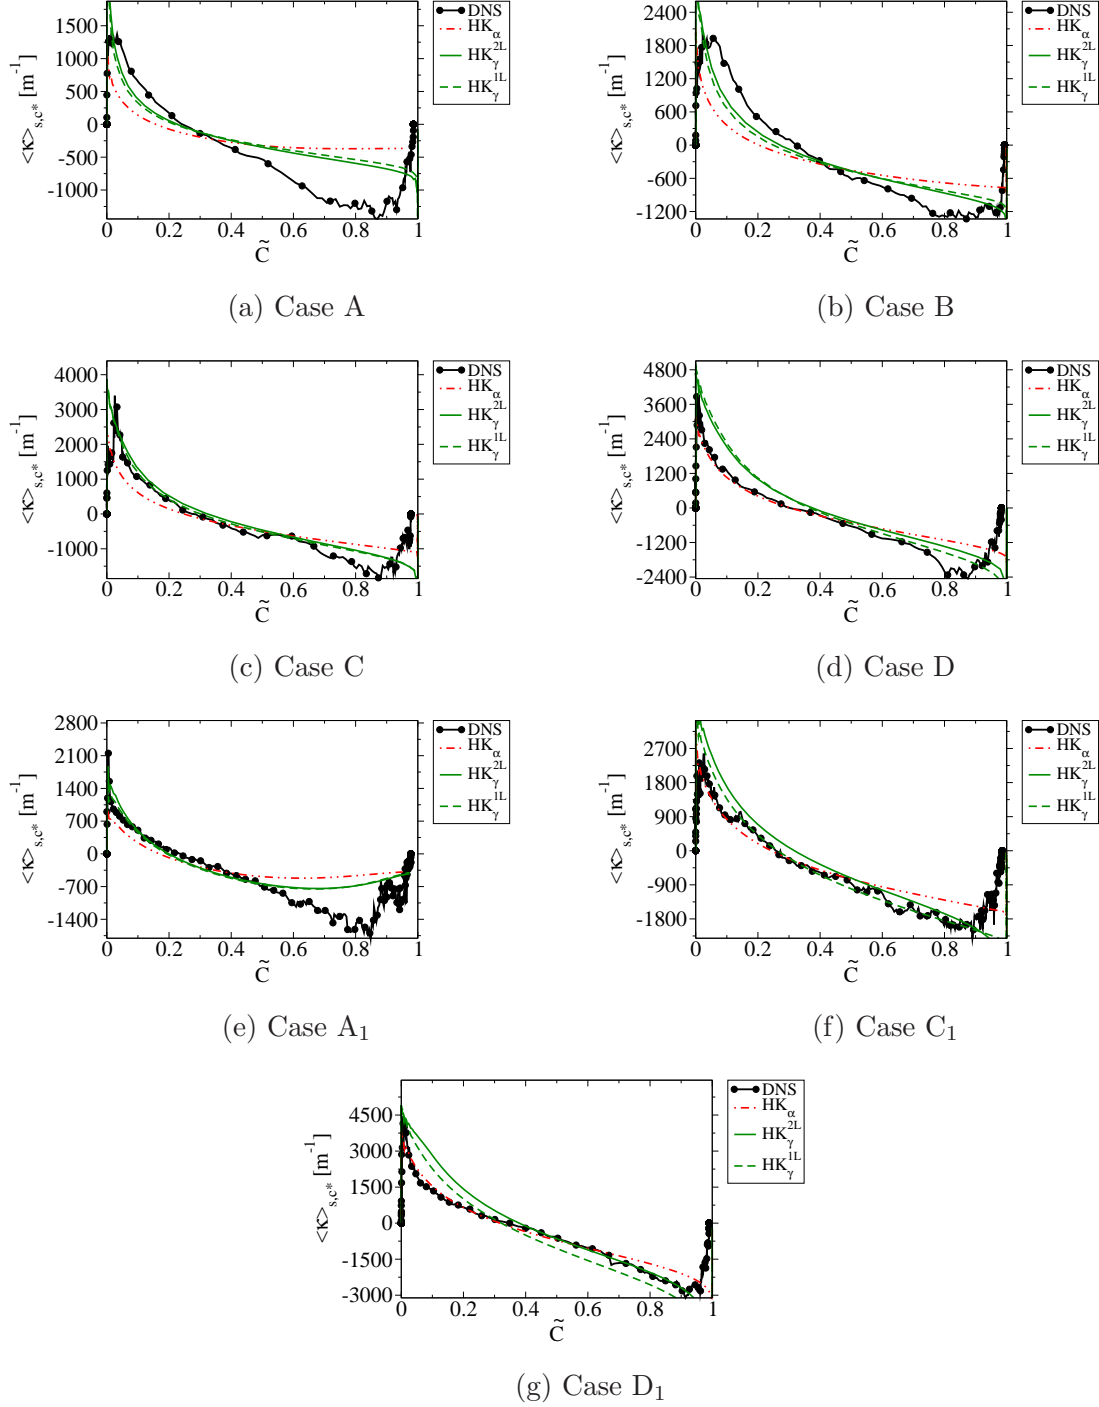 <κ>s,c* [m-1]
1500
1000
500
0
-500
-1000
0 0.2 0.4 0.6 0.8 1
c̃
DNS
HKα
HKγ2L
HKγ1L
(a) Case A
<κ>s,c* [m-1]
2400
1800
1200
600
0
-600
-1200
0 0.2 0.4 0.6 0.8 1
c̃
DNS
HKα
HKγ2L
HKγ1L
(b) Case B
<κ>s,c* [m-1]
4000
3000
2000
1000
0
-1000
0 0.2 0.4 0.6 0.8 1
c̃
DNS
HKα
HKγ2L
HKγ1L
(c) Case C
<κ>s,c* [m-1]
4800
3600
2400
1200
0
-1200
-2400
0 0.2 0.4 0.6 0.8 1
c̃
DNS
HKα
HKγ2L
HKγ1L
(d) Case D
<κ>s,c* [m-1]
2800
2100
1400
700
0
-700
-1400
0 0.2 0.4 0.6 0.8 1
c̃
DNS
HKα
HKγ2L
HKγ1L
(e) Case A1
<κ>s,c* [m-1]
2700
1800
900
0
-900
-1800
0 0.2 0.4 0.6 0.8 1
c̃
DNS
HKα
HKγ2L
HKγ1L
(f) Case C1
<κ>s,c* [m-1]
4500
3000
1500
0
-1500
-3000
0 0.2 0.4 0.6 0.8 1
c̃
DNS
HKα
HKγ2L
HKγ1L
(g) Case D1